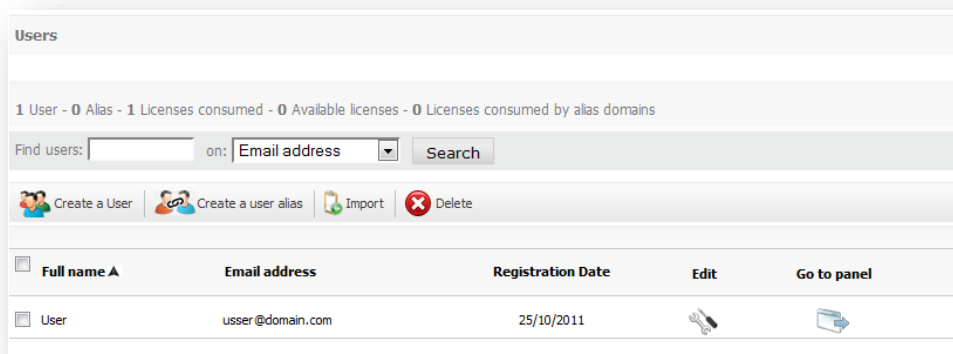 Users
1 User - 0 Alias - 1 Licenses consumed - 0 Available licenses - 0 Licenses consumed by alias domains
Find users: on: Email address Search
Create a User Create a user alias Import Delete
Full name Email address Registration Date Edit Go to panel
User usser@domain.com 25/10/2011